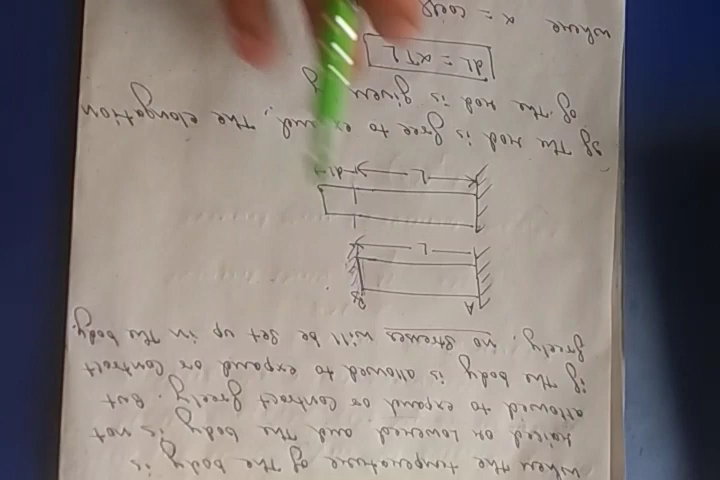 when the temperature of the body is
raised or lowered and the body is not
allowed to expand or contract freely. But
if the body is allowed to expand or contract
freely, no stresses will be set up in the body.
A B
L
L dL
If the rod is free to expand, the elongation
of the rod is given
dL = αTL
where α =